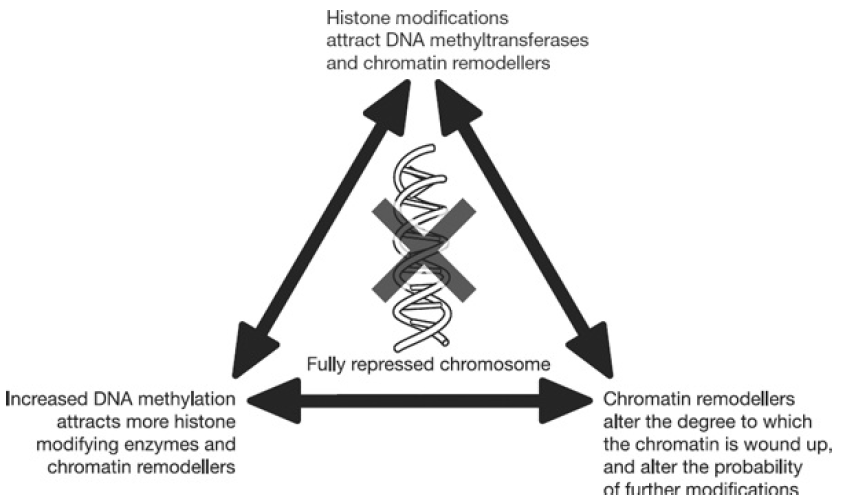 Histone modifications
attract DNA methyltransferases
and chromatin remodellers
Fully repressed chromosome
Increased DNA methylation
attracts more histone
modifying enzymes and
chromatin remodellers
Chromatin remodellers
alter the degree to which
the chromatin is wound up,
and alter the probability
of further modifications